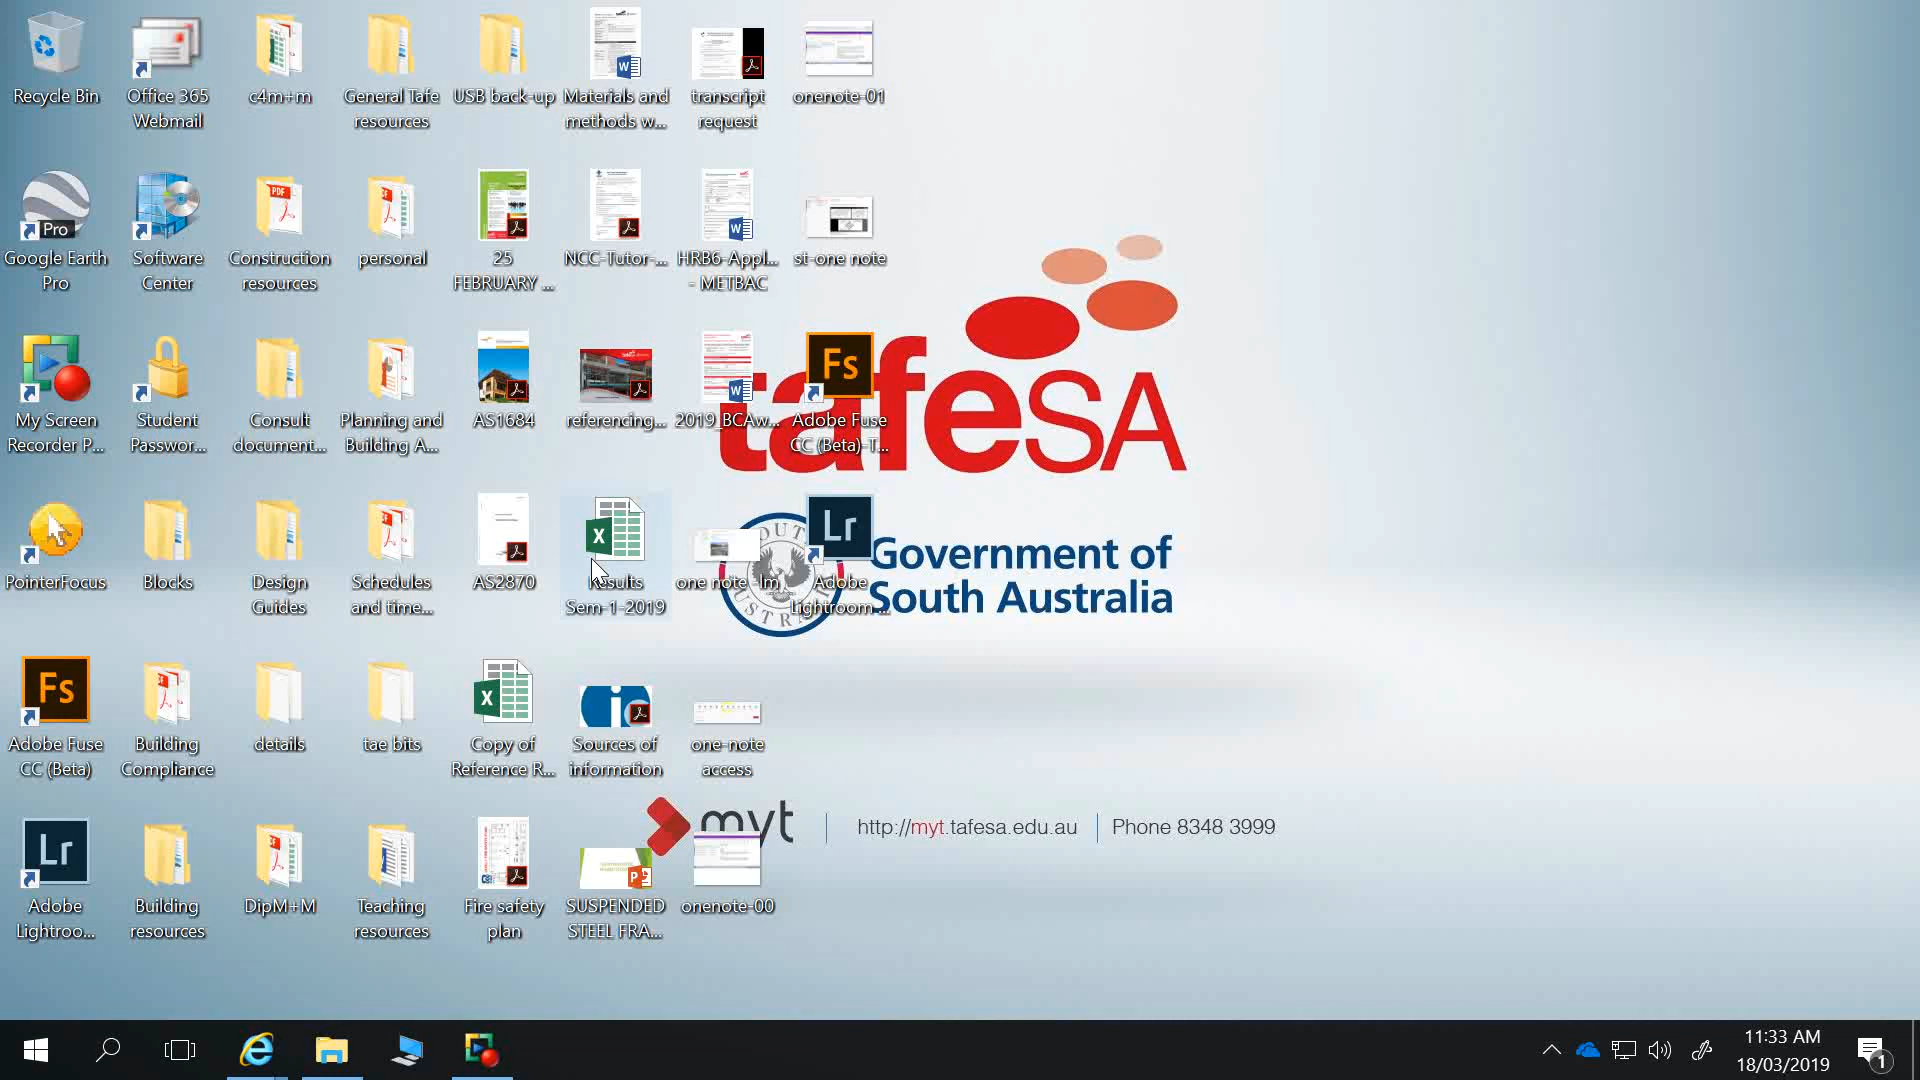 Recycle Bin
Office 365
Webmail
c4m+m
General Tafe
resources
USB back-up
Materials and
methods w...
transcript
request
onenote-01
Pro
Google Earth
Pro
Software
Center
PDF
Construction
resources
personal
25
FEBRUARY ...
NCC-Tutor-...
HRB6-Appl...
- METBAC
st-one note
My Screen
Recorder P...
Student
Passwor...
Consult
document...
Planning and
Building A...
AS1684
referencing...
2019_BCAw...
Fs
Adobe Fuse
CC (Beta)-T...
tafeSA
PointerFocus
Blocks
Design
Guides
Schedules
and time...
AS2870
Results
Sem-1-2019
one note -Im...
Lr
Adobe
Lightroom ...
Government of
South Australia
Fs
Adobe Fuse
CC (Beta)
Building
Compliance
details
tae bits
Copy of
Reference R...
Sources of
information
one-note
access
myt
http://myt.tafesa.edu.au
Phone 8348 3999
Lr
Adobe
Lightroo...
Building
resources
DipM+M
Teaching
resources
Fire safety
plan
SUSPENDED
STEEL FRA...
onenote-00
11:33 AM
18/03/2019
1